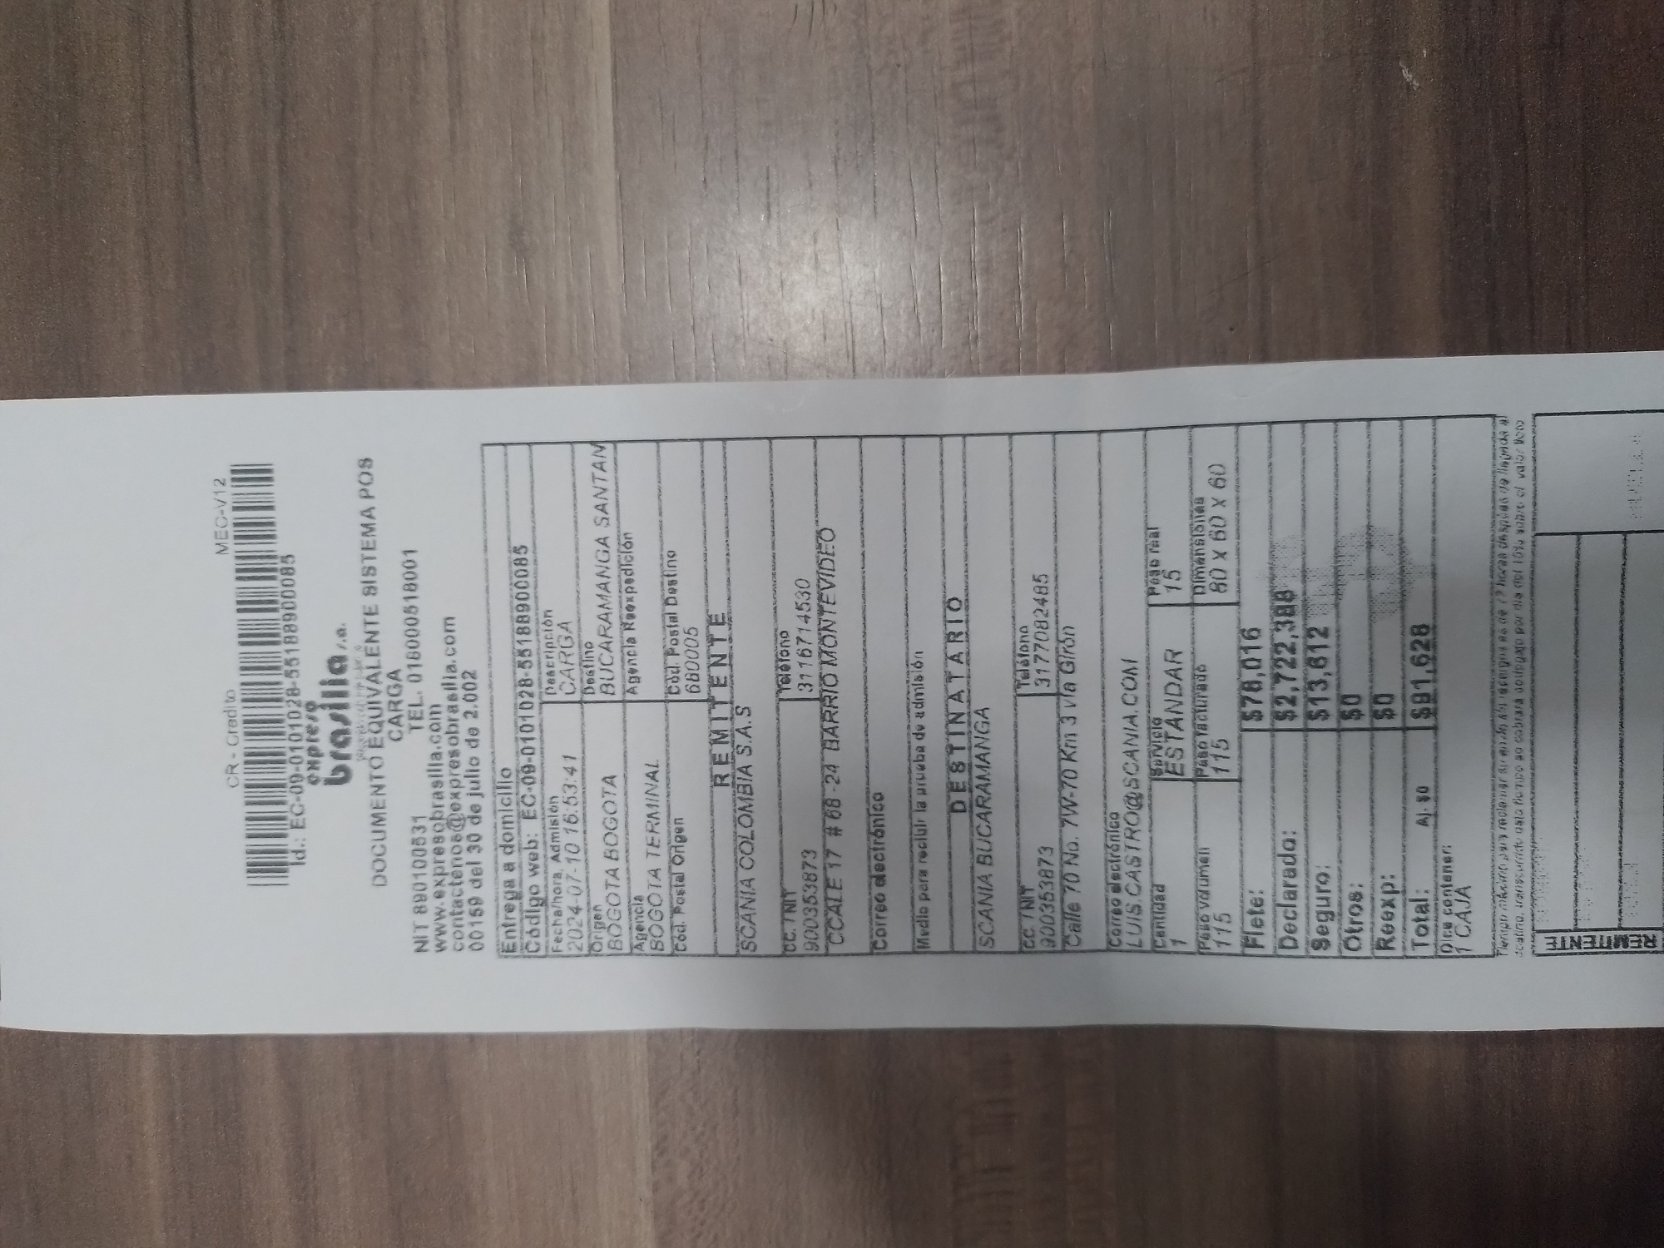 CR - Credito MEC-V12
Id.: EC-09-0101028-5518B900085
expreso
brasilia s.a.
DOCUMENTO EQUIVALENTE SISTEMA POS
CARGA
NIT 890100531 TEL. 018000518001
www.expresobrasilia.com
contactenos@expresobrasilia.com
00159 del 30 de julio de 2.002
Entrega a domicilio
Código web: EC-09-0101028-5518B900085
Fecha/hora, Admisión Descripción
2024-07-10 16:53:41 CARGA
Origen Destino
BOGOTA BOGOTA BUCARAMANGA SANTAN
Agencia Agencia Reexpedición
BOGOTA TERMINAL
Cód. Postal Origen Cód. Postal Destino
680005
REMITENTE
SCANIA COLOMBIA S.A.S
CC. / NIT Teléfono
900353873 3116714530
CCALE 17 # 68 -24 BARRIO MONTEVIDEO
Correo electrónico
Medio para recibir la prueba de admisión
DESTINATARIO
SCANIA BUCARAMANGA
CC. / NIT Teléfono
900353873 3177082485
Calle 70 No. 7W-70 Km 3 vía Girón
Correo electrónico
LUIS.CASTRO@SCANIA.COM
Cantidad Servicio Peso real
1 ESTANDAR 15
Peso volumen Peso facturado Dimensiones
115 115 80 x 60 x 60
Flete: $78,016
Declarado: $2,722,388
Seguro: $13,612
Otros: $0
Reexp: $0
Total: Aj: $0 $91,628
Dice contener:
1 CAJA
REMITENTE